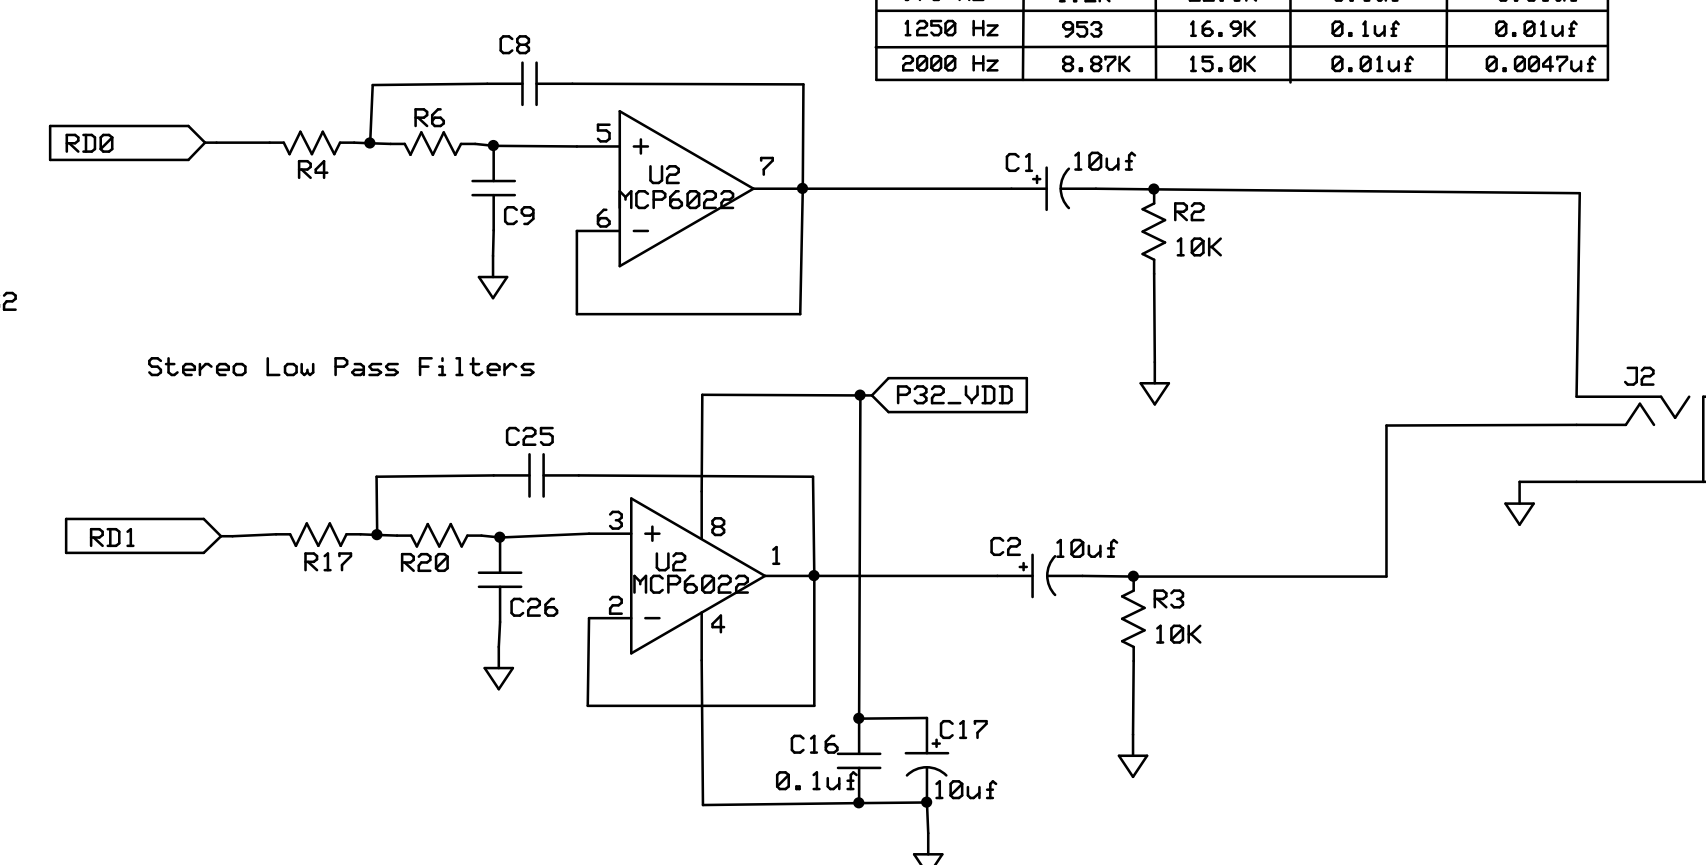 1250 Hz 953 16.9K 0.1uf 0.01uf
2000 Hz 8.87K 15.0K 0.01uf 0.0047uf
C8
RD0
R4
R6
C9
5
+
U2
MCP6022
6
−
7
C1
+
10uf
R2
10K
2
Stereo Low Pass Filters
P32_VDD
J2
C25
RD1
R17
R20
C26
3
+
8
U2
MCP6022
2
−
4
1
C2
+
10uf
R3
10K
C16
0.1uf
+
C17
10uf